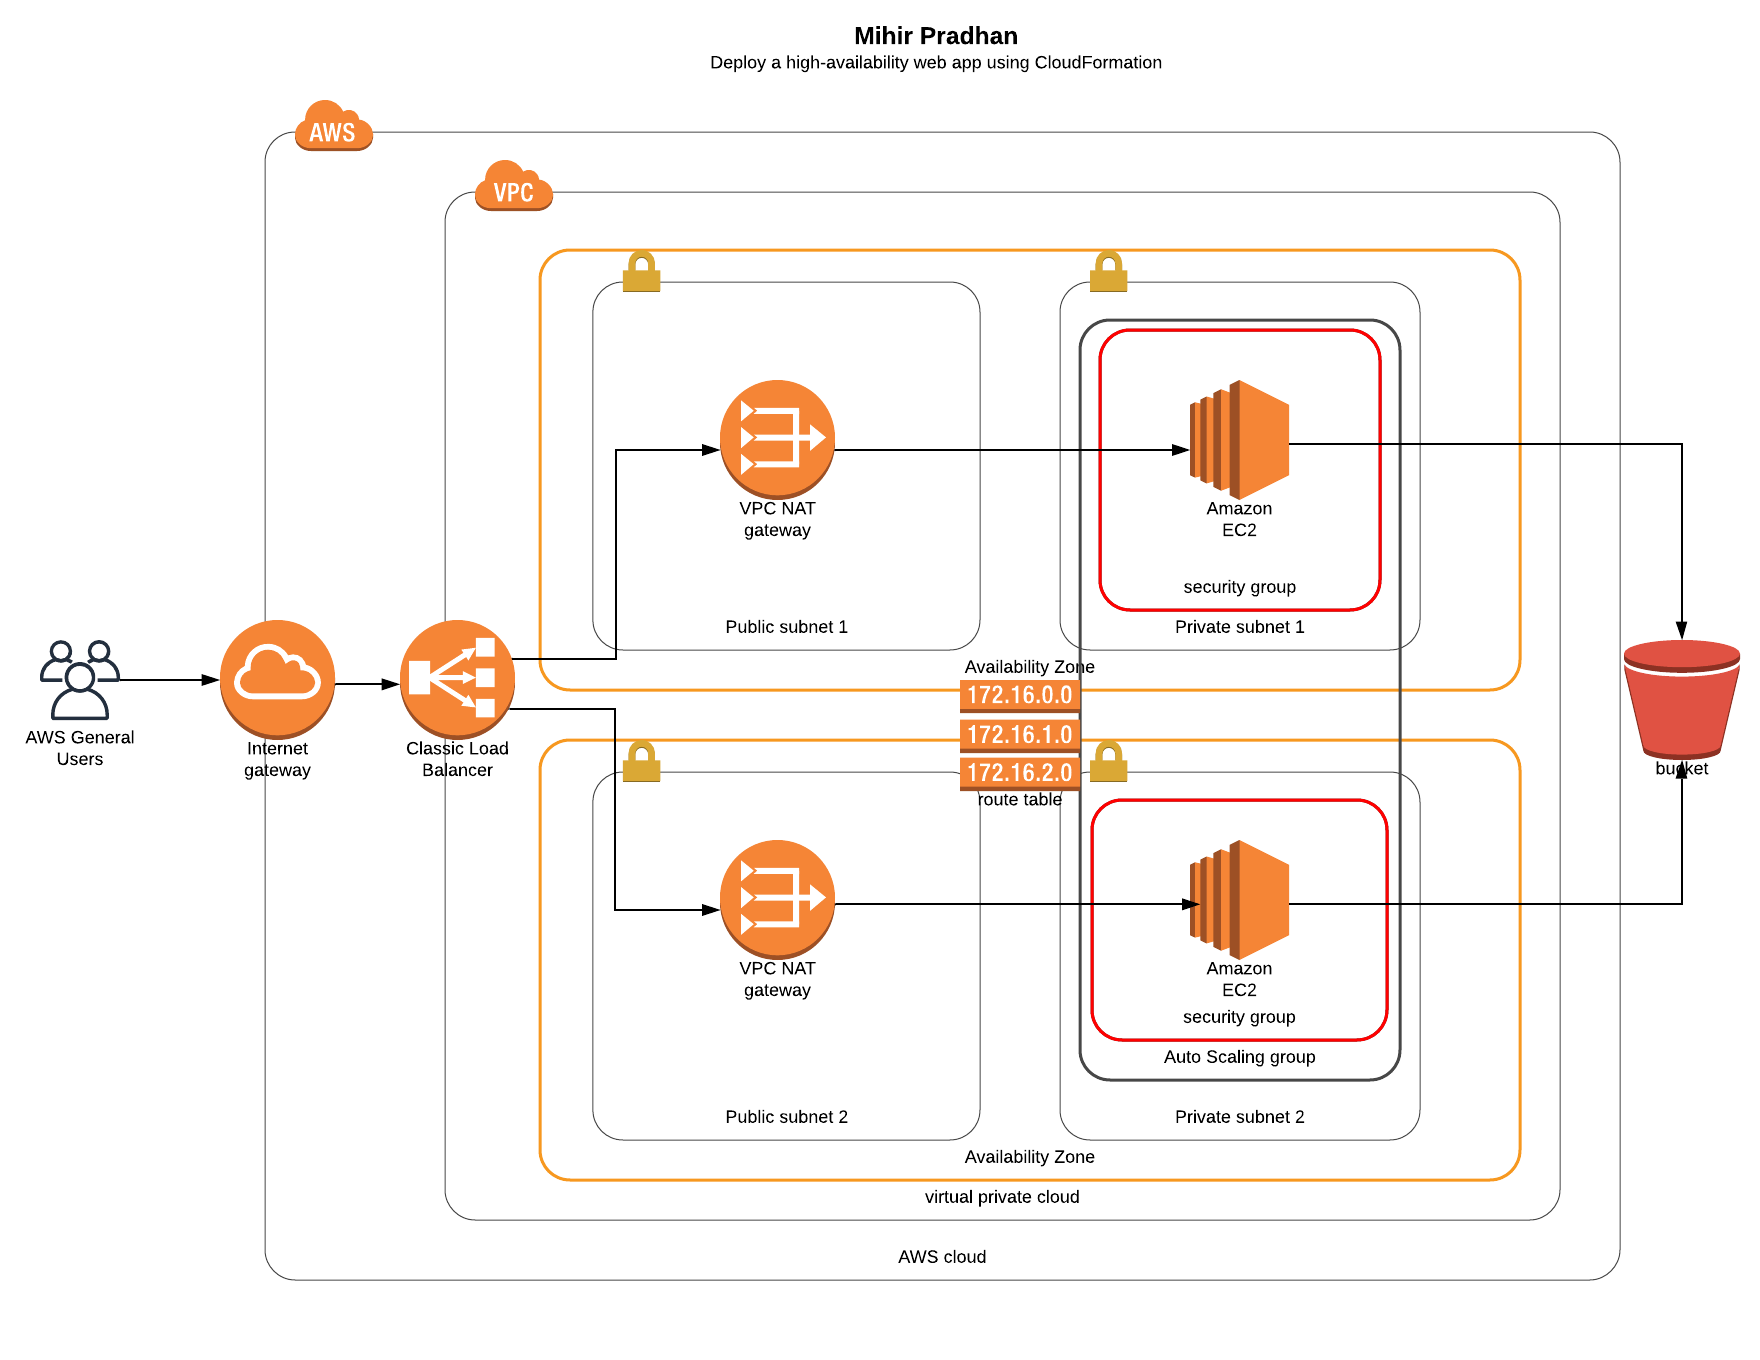 Mihir Pradhan
Deploy a high-availability web app using CloudFormation
AWS
VPC
VPC NAT
gateway
Amazon
EC2
security group
Public subnet 1
Private subnet 1
Availability Zone
172.16.0.0
172.16.1.0
172.16.2.0
route table
AWS General
Users
Internet
gateway
Classic Load
Balancer
bucket
VPC NAT
gateway
Amazon
EC2
security group
Auto Scaling group
Public subnet 2
Private subnet 2
Availability Zone
virtual private cloud
AWS cloud